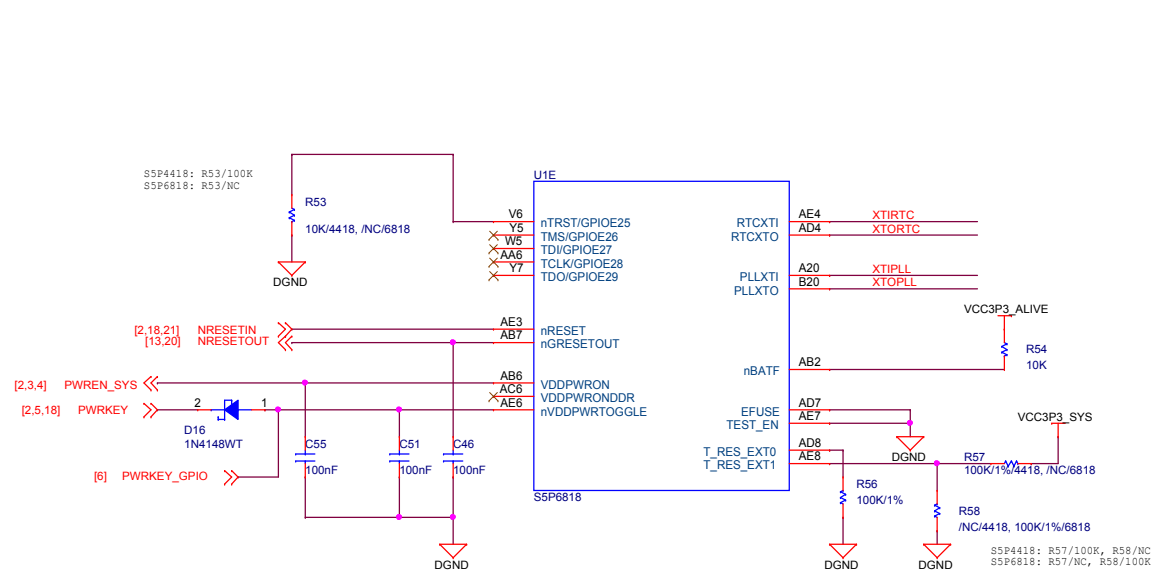 S5P4418: R53/100K
S5P6818: R53/NC
R53
10K/4418, /NC/6818
DGND
U1E
V6 nTRST/GPIOE25
Y5 TMS/GPIOE26
W5 TDI/GPIOE27
AA6 TCLK/GPIOE28
Y7 TDO/GPIOE29
RTCXTI AE4 XTIRTC
RTCXTO AD4 XTORTC
PLLXTI A20 XTIPLL
PLLXTO B20 XTOPLL
VCC3P3_ALIVE
R54
10K
[2,18,21] NRESETIN AE3 nRESET
[13,20] NRESETOUT AB7 nGRESETOUT
nBATF AB2
[2,3,4] PWREN_SYS AB6 VDDPWRON
AC6 VDDPWRONDDR
[2,5,18] PWRKEY 2 1 AE6 nVDDPWRTOGGLE
D16
1N4148WT
EFUSE AD7
TEST_EN AE7
DGND
VCC3P3_SYS
C55
100nF
C51
100nF
C46
100nF
[6] PWRKEY_GPIO
T_RES_EXT0 AD8
T_RES_EXT1 AE8
R57
100K/1%/4418, /NC/6818
R56
100K/1%
S5P6818
R58
/NC/4418, 100K/1%/6818
DGND
DGND
DGND
S5P4418: R57/100K, R58/NC
S5P6818: R57/NC, R58/100K